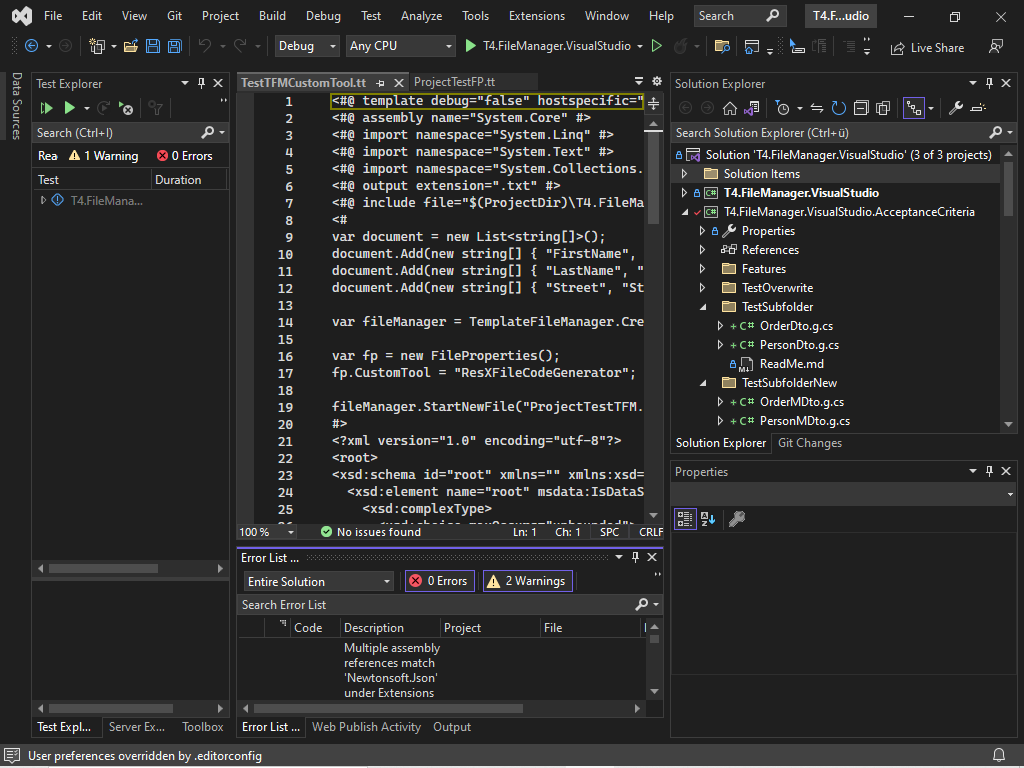 File Edit View Git Project Build Debug Test Analyze Tools Extensions Window Help Search T4.F...udio
Debug Any CPU T4.FileManager.VisualStudio Live Share
Data Sources
Test Explorer
Search (Ctrl+I)
Rea 1 Warning 0 Errors
Test Duration
T4.FileMana...
TestTFMCustomTool.tt ProjectTestFP.tt
1 <#@ template debug="false" hostspecific="
2 <#@ assembly name="System.Core" #>
3 <#@ import namespace="System.Linq" #>
4 <#@ import namespace="System.Text" #>
5 <#@ import namespace="System.Collections.
6 <#@ output extension=".txt" #>
7 <#@ include file="$(ProjectDir)\T4.FileMa
8 <#
9 var document = new List<string[]>();
10 document.Add(new string[] { "FirstName",
11 document.Add(new string[] { "LastName", "
12 document.Add(new string[] { "Street", "St
13
14 var fileManager = TemplateFileManager.Cre
15
16 var fp = new FileProperties();
17 fp.CustomTool = "ResXFileCodeGenerator";
18
19 fileManager.StartNewFile("ProjectTestTFM.
20 #>
21 <?xml version="1.0" encoding="utf-8"?>
22 <root>
23 <xsd:schema id="root" xmlns="" xmlns:xsd=
24 <xsd:element name="root" msdata:IsDataS
25 <xsd:complexType>
100 % No issues found Ln: 1 Ch: 1 SPC CRLF
Error List ...
Entire Solution 0 Errors 2 Warnings
Search Error List
Code Description Project File
Multiple assembly
references match
'Newtonsoft.Json'
under Extensions
Test Expl... Server Ex... Toolbox
Error List ... Web Publish Activity Output
Solution Explorer
Search Solution Explorer (Ctrl+ü)
Solution 'T4.FileManager.VisualStudio' (3 of 3 projects)
Solution Items
C# T4.FileManager.VisualStudio
C# T4.FileManager.VisualStudio.AcceptanceCriteria
Properties
References
Features
TestOverwrite
TestSubfolder
+ C# OrderDto.g.cs
+ C# PersonDto.g.cs
ReadMe.md
TestSubfolderNew
+ C# OrderMDto.g.cs
+ C# PersonMDto.g.cs
Solution Explorer Git Changes
Properties
User preferences overridden by .editorconfig